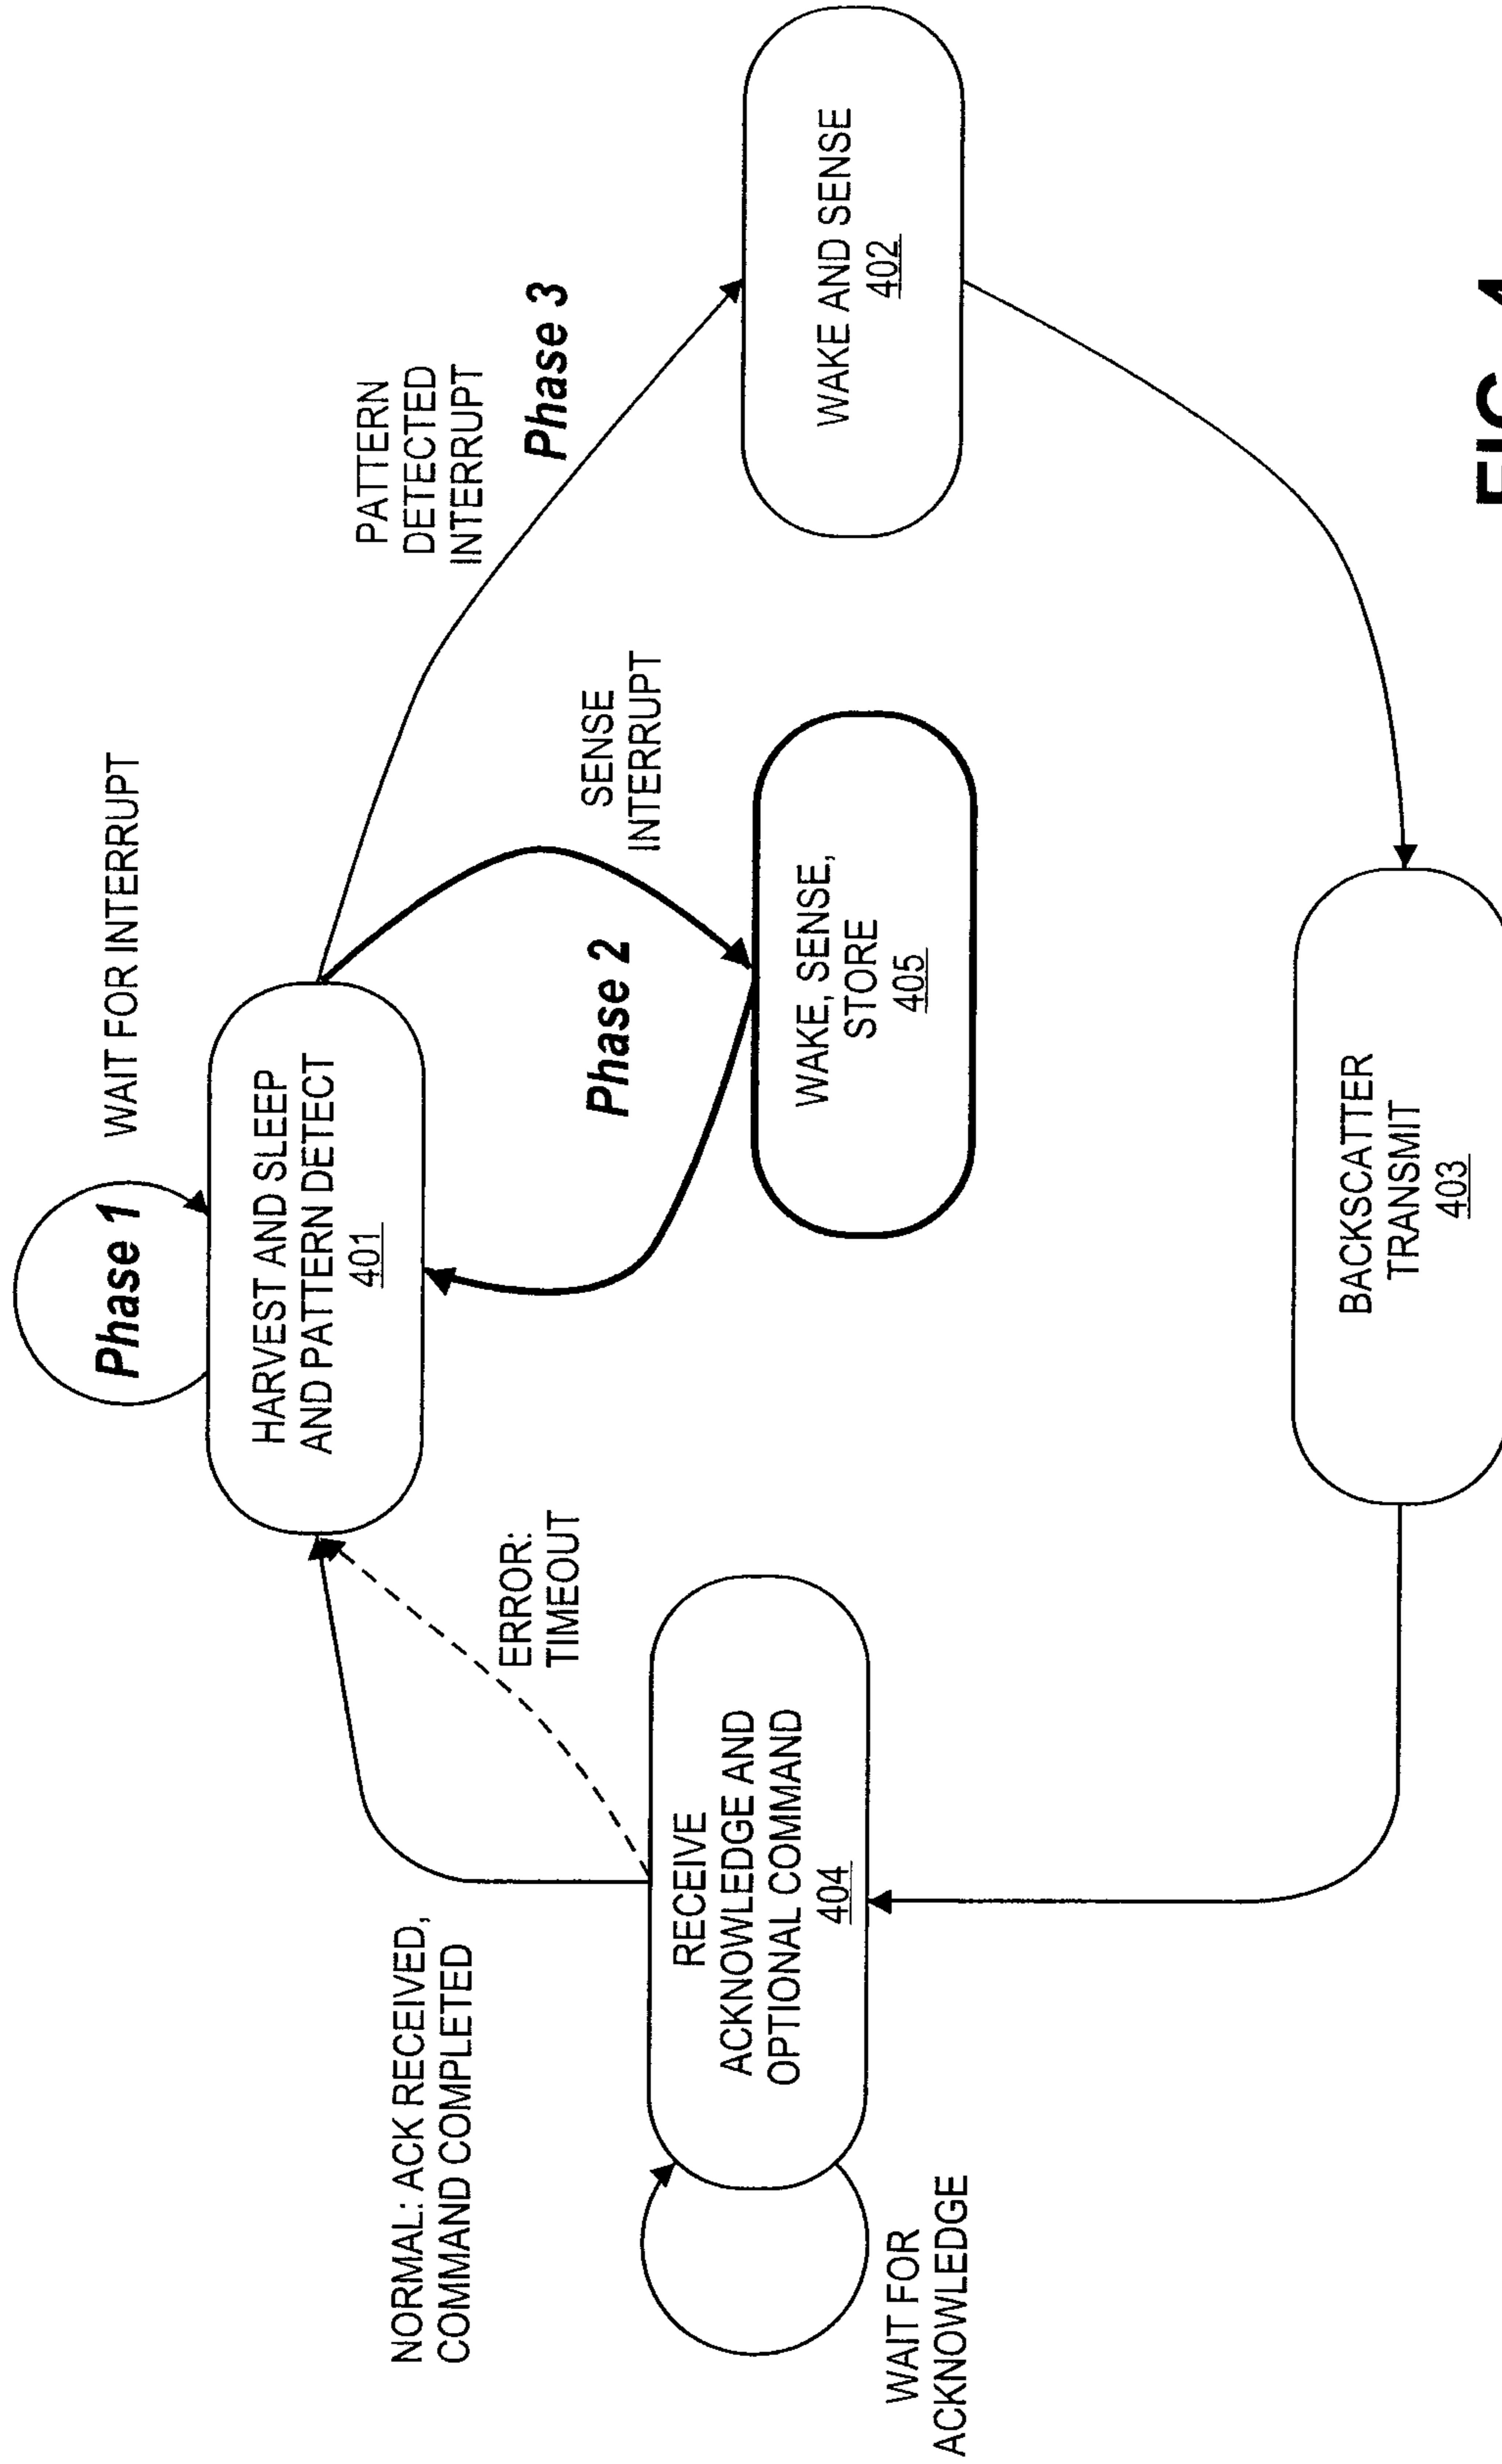 Phase 1
WAIT FOR INTERRUPT
HARVEST AND SLEEP
AND PATTERN DETECT
401
PATTERN
DETECTED
INTERRUPT
Phase 3
NORMAL: ACK RECEIVED,
COMMAND COMPLETED
ERROR:
TIMEOUT
Phase 2
SENSE
INTERRUPT
RECEIVE
ACKNOWLEDGE AND
OPTIONAL COMMAND
404
WAKE, SENSE,
STORE
405
WAKE AND SENSE
402
WAIT FOR
ACKNOWLEDGE
BACKSCATTER
TRANSMIT
403